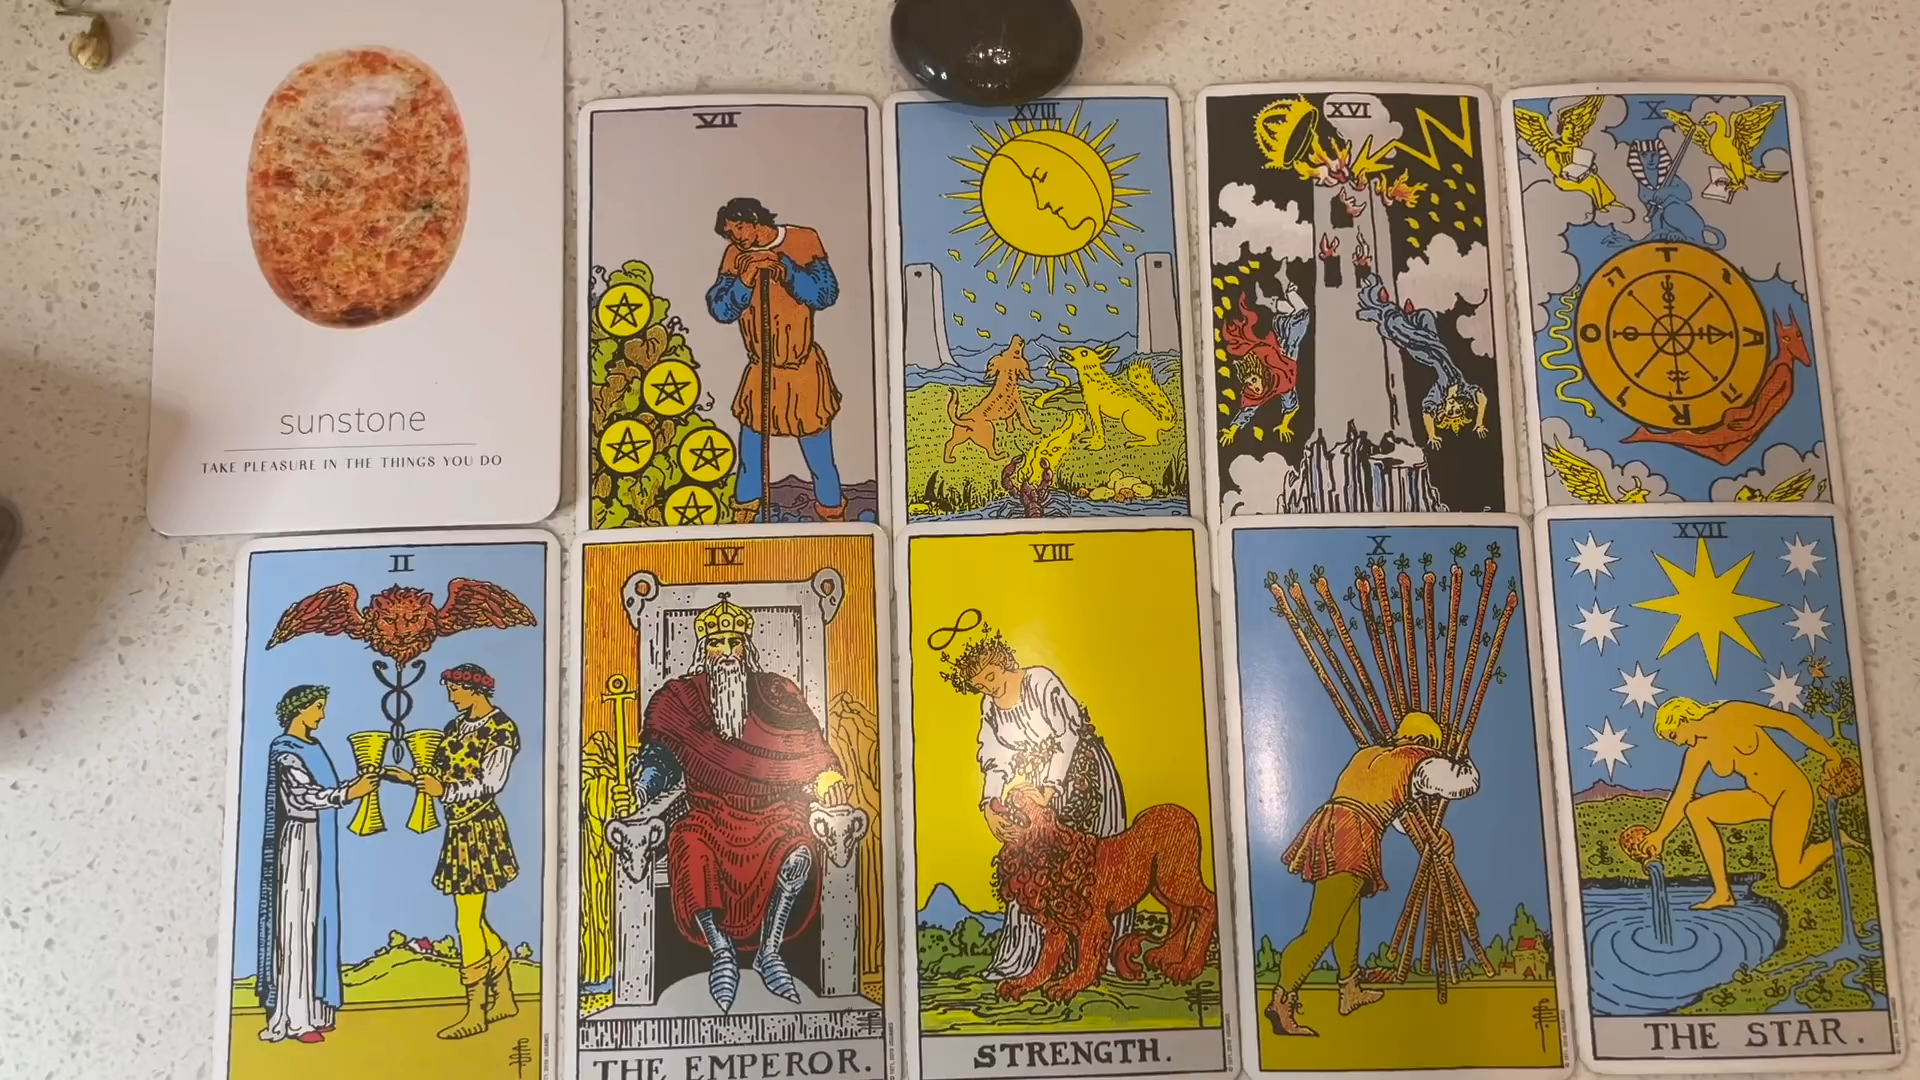 VII
XVIII
XVI
X
sunstone
TAKE PLEASURE IN THE THINGS YOU DO
II
IV
VIII
X
XVII
THE EMPEROR.
STRENGTH.
THE STAR.